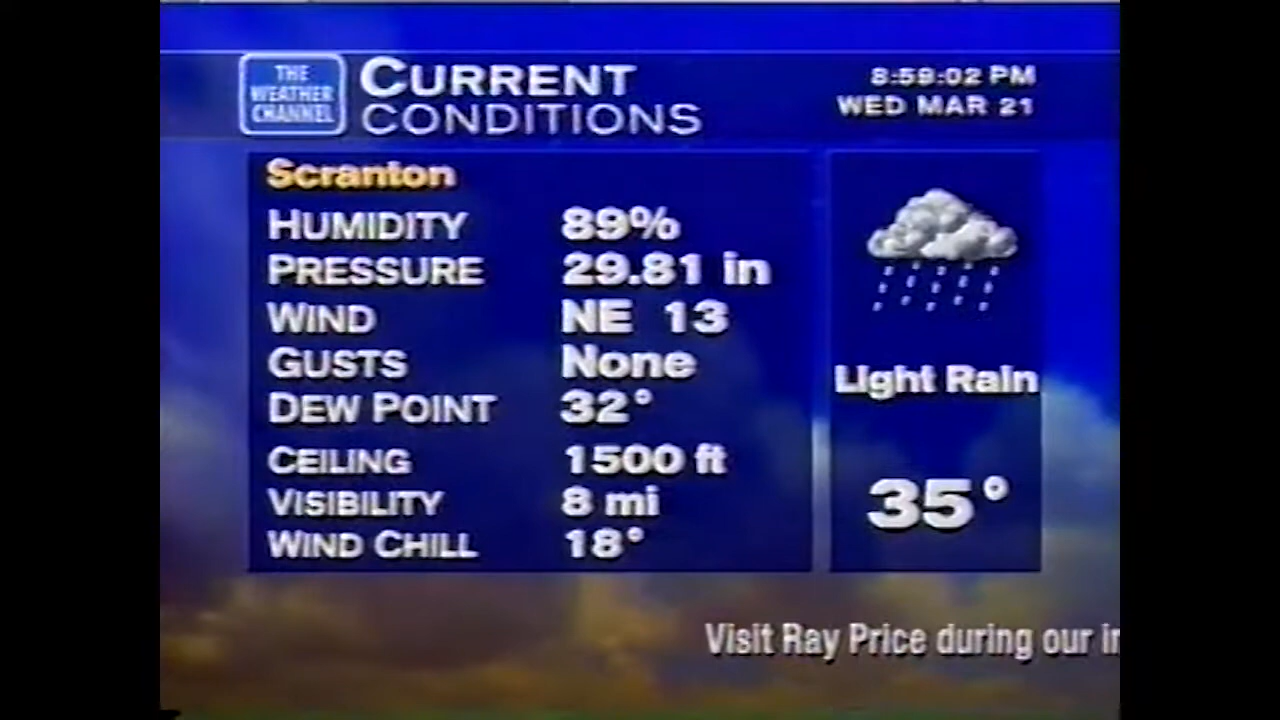 THE
WEATHER
CHANNEL
CURRENT
CONDITIONS
8:59:02 PM
WED MAR 21
Scranton
HUMIDITY 89%
PRESSURE 29.81 in
WIND NE 13
GUSTS None
DEW POINT 32°
CEILING 1500 ft
VISIBILITY 8 mi
WIND CHILL 18°
Light Rain
35°
Visit Ray Price during our